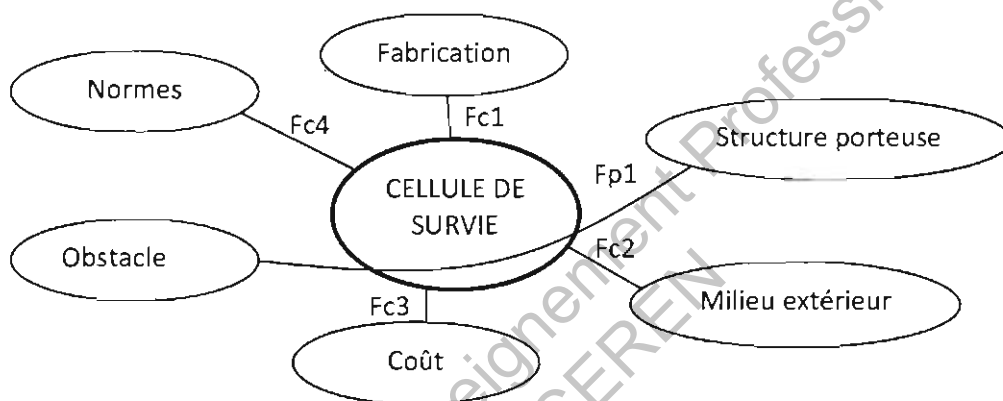 Fabrication
Normes
Fc4
Fc1
Structure porteuse
CELLULE DE
SURVIE
Fp1
Obstacle
Fc2
Milieu extérieur
Fc3
Coût